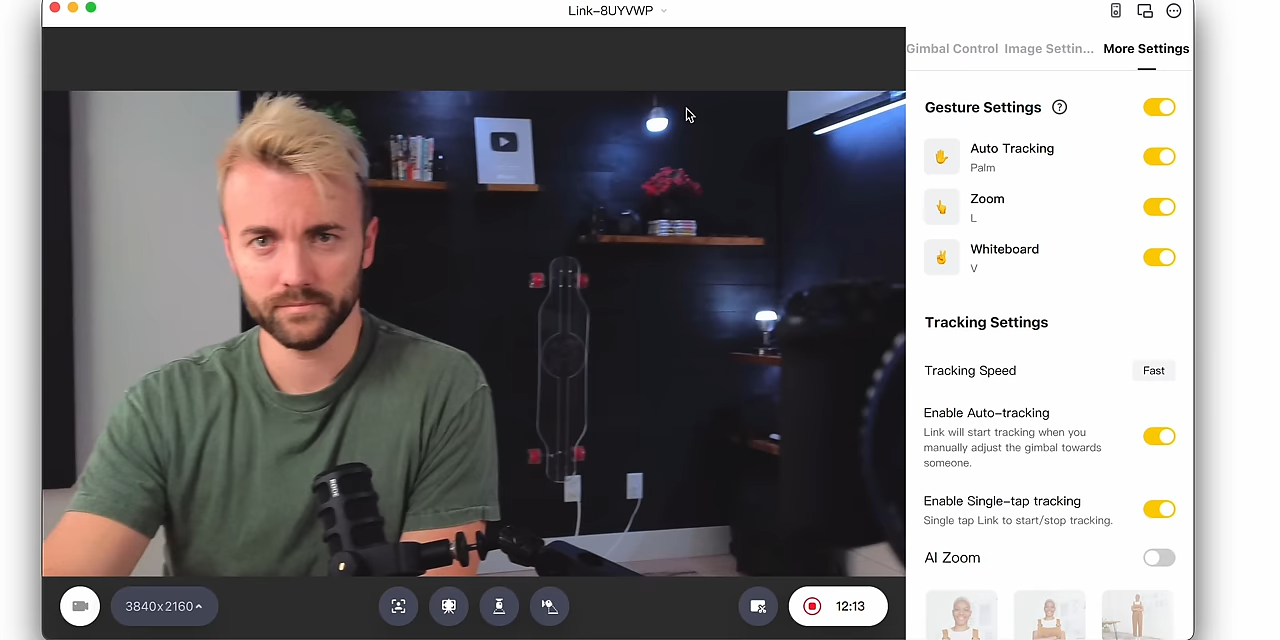 Link-8UYVWP
Gimbal Control Image Settin... More Settings
Gesture Settings ?
Auto Tracking
Palm
Zoom
L
Whiteboard
V
Tracking Settings
Tracking Speed Fast
Enable Auto-tracking
Link will start tracking when you
manually adjust the gimbal towards
someone.
Enable Single-tap tracking
Single tap Link to start/stop tracking.
AI Zoom
RODE
3840x2160
12:13